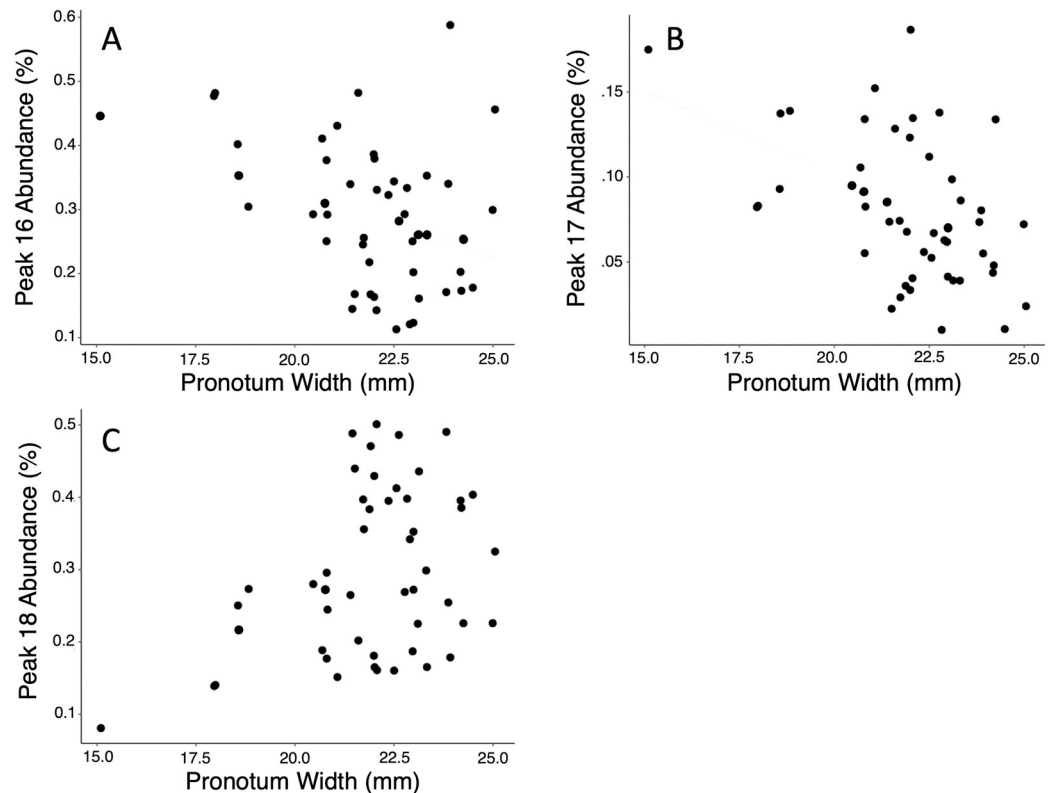 A
Peak 16 Abundance (%)
0.6
0.5
0.4
0.3
0.2
0.1
15.0 17.5 20.0 22.5 25.0
Pronotum Width (mm)
B
Peak 17 Abundance (%)
.15
.10
.05
15.0 17.5 20.0 22.5 25.0
Pronotum Width (mm)
C
Peak 18 Abundance (%)
0.5
0.4
0.3
0.2
0.1
15.0 17.5 20.0 22.5 25.0
Pronotum Width (mm)